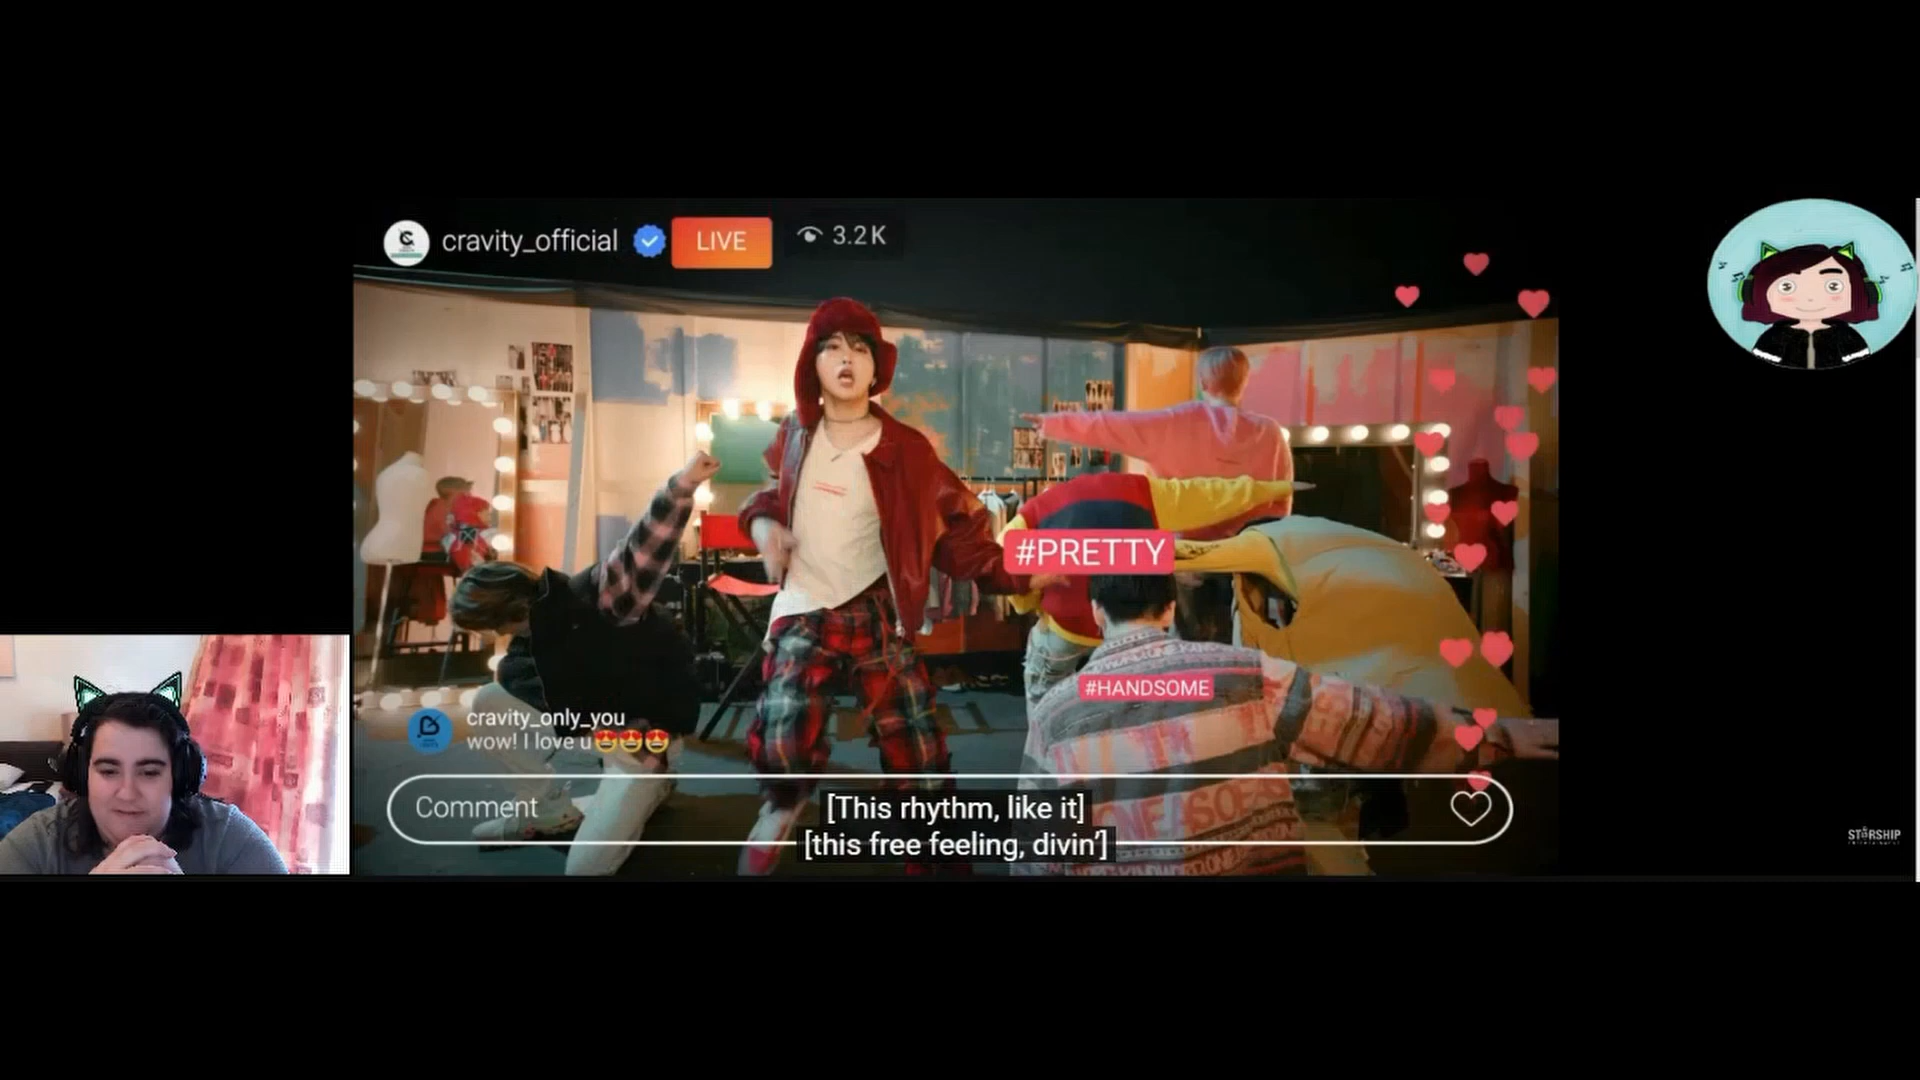 cravity_official
LIVE
3.2K
#PRETTY
#HANDSOME
cravity_only_you
wow! I love u😍😍😍
Comment
[This rhythm, like it]
[this free feeling, divin’]
STARSHIP
ENTERTAINMENT